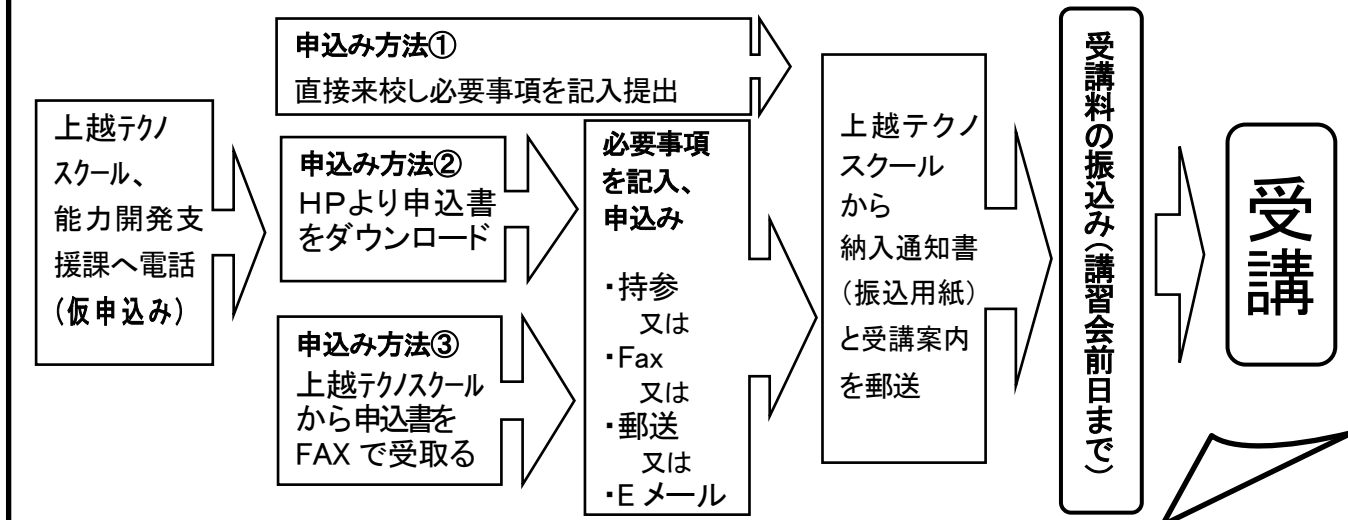 上越テクノ
スクール、
能力開発支
援課へ電話
(仮申込み)
申込み方法①
直接来校し必要事項を記入提出
申込み方法②
HPより申込書
をダウンロード
申込み方法③
上越テクノスクール
から申込書を
FAX で受取る
必要事項
を記入、
申込み
・持参
又は
・Fax
又は
・郵送
又は
・E メール
上越テクノ
スクール
から
納入通知書
(振込用紙)
と受講案内
を郵送
受講料の振込み(講習会前日まで)
受講